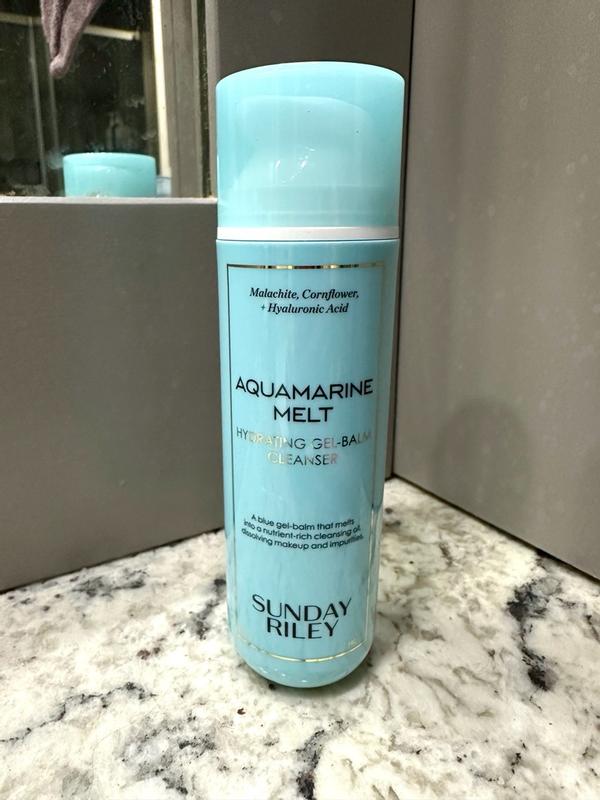 Malachite, Cornflower,
+ Hyaluronic Acid
AQUAMARINE
MELT
HYDRATING GEL-BALM
CLEANSER
A blue gel-balm that melts
into a nutrient-rich cleansing oil,
dissolving makeup and impurities.
SUNDAY
RILEY